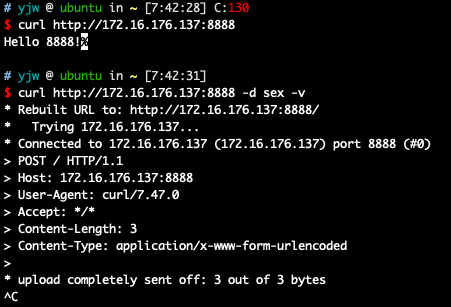 # yjw @ ubuntu in ~ [7:42:28] C:130
$ curl http://172.16.176.137:8888
Hello 8888!%
# yjw @ ubuntu in ~ [7:42:31]
$ curl http://172.16.176.137:8888 -d sex -v
* Rebuilt URL to: http://172.16.176.137:8888/
*   Trying 172.16.176.137...
* Connected to 172.16.176.137 (172.16.176.137) port 8888 (#0)
> POST / HTTP/1.1
> Host: 172.16.176.137:8888
> User-Agent: curl/7.47.0
> Accept: */*
> Content-Length: 3
> Content-Type: application/x-www-form-urlencoded
>
* upload completely sent off: 3 out of 3 bytes
^C